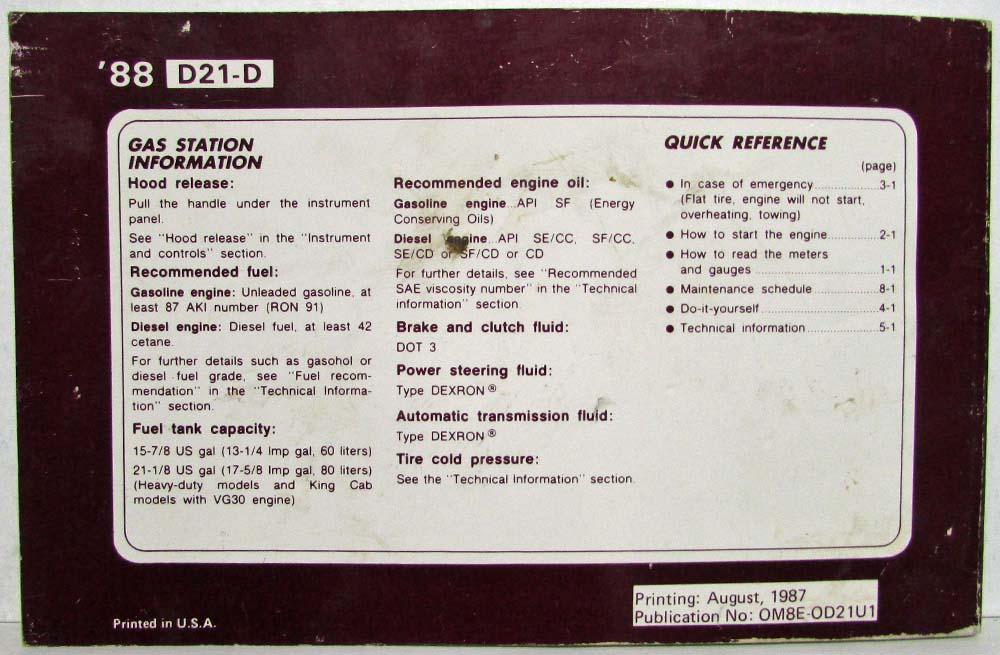 '88 D21-D
GAS STATION
INFORMATION
Hood release:
Pull the handle under the instrument
panel.
See "Hood release" in the "Instrument
and controls" section.
Recommended fuel:
Gasoline engine: Unleaded gasoline, at
least 87 AKI number (RON 91)
Diesel engine: Diesel fuel, at least 42
cetane.
For further details such as gasohol or
diesel fuel grade, see "Fuel recom-
mendation" in the "Technical Informa-
tion" section.
Fuel tank capacity:
15-7/8 US gal (13-1/4 Imp gal, 60 liters)
21-1/8 US gal (17-5/8 Imp gal, 80 liters)
(Heavy-duty models and King Cab
models with VG30 engine)
Recommended engine oil:
Gasoline engine...API SF (Energy
Conserving Oils)
Diesel engine...API SE/CC, SF/CC,
SE/CD or SF/CD or CD
For further details, see "Recommended
SAE viscosity number" in the "Technical
information" section.
Brake and clutch fluid:
DOT 3
Power steering fluid:
Type DEXRON®
Automatic transmission fluid:
Type DEXRON®
Tire cold pressure:
See the "Technical Information" section.
QUICK REFERENCE
(page)
● In case of emergency................3-1
(Flat tire, engine will not start,
overheating, towing)
● How to start the engine.............2-1
● How to read the meters
and gauges ..............................1-1
● Maintenance schedule................8-1
● Do-it-yourself............................4-1
● Technical information.................5-1
Printing: August, 1987
Publication No: OM8E-OD21U1
Printed in U.S.A.